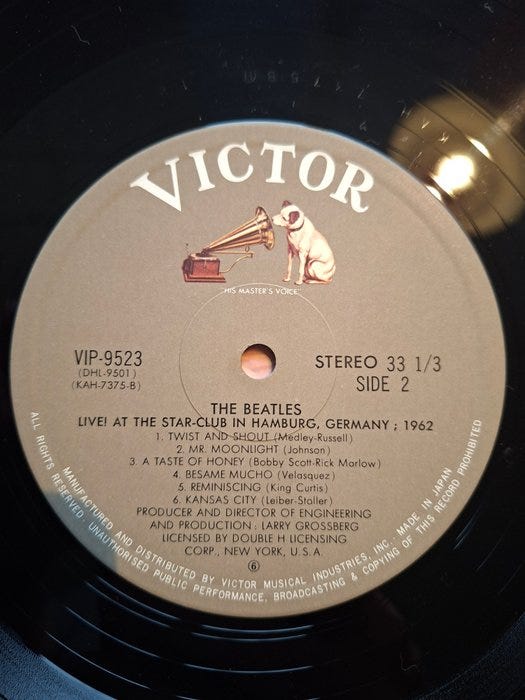 VICTOR
"HIS MASTER'S VOICE"
VIP-9523
(DHL-9501)
(KAH-7375-B)
STEREO 33 1/3
SIDE 2
THE BEATLES
LIVE! AT THE STAR-CLUB IN HAMBURG, GERMANY ; 1962
1. TWIST AND SHOUT (Medley-Russell)
2. MR. MOONLIGHT (Johnson)
3. A TASTE OF HONEY (Bobby Scott-Rick Marlow)
4. BESAME MUCHO (Velasquez)
5. REMINISCING (King Curtis)
6. KANSAS CITY (Leiber-Stoller)
PRODUCER AND DIRECTOR OF ENGINEERING
AND PRODUCTION : LARRY GROSSBERG
LICENSED BY DOUBLE H LICENSING
CORP., NEW YORK, U.S.A.
6
MANUFACTURED AND DISTRIBUTED BY VICTOR MUSICAL INDUSTRIES, INC. MADE IN JAPAN
ALL RIGHTS RESERVED. UNAUTHORISED PUBLIC PERFORMANCE, BROADCASTING & COPYING OF THIS RECORD PROHIBITED